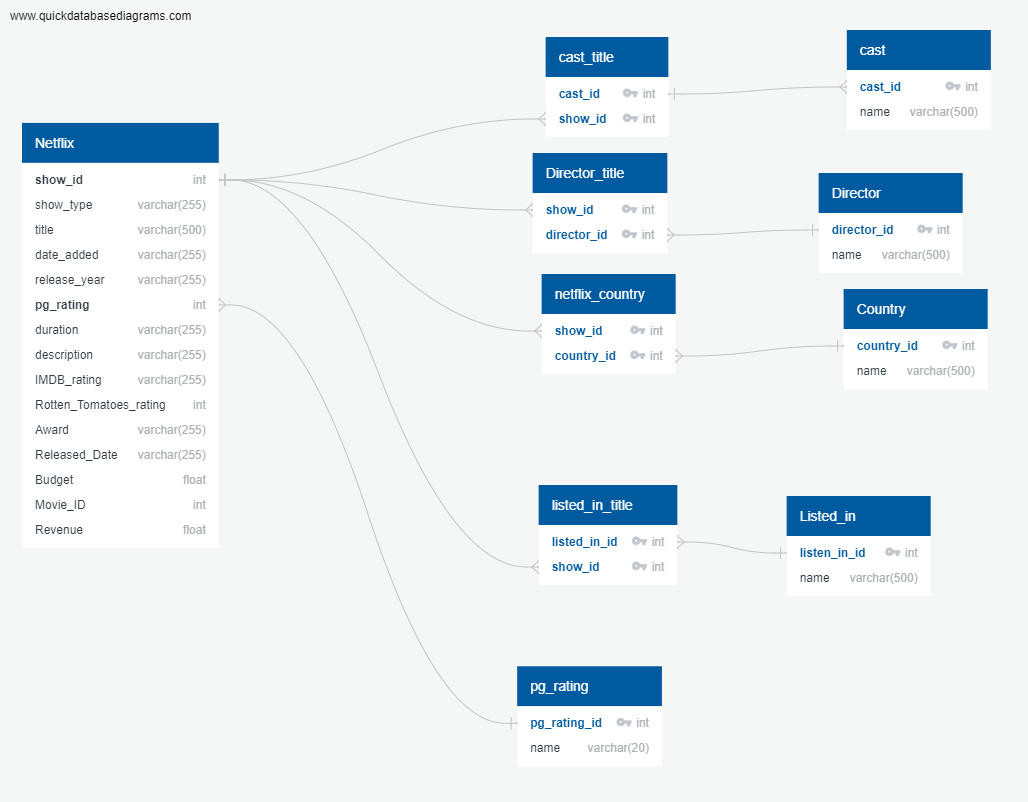 www.quickdatabasediagrams.com
Netflix
show_id int
show_type varchar(255)
title varchar(500)
date_added varchar(255)
release_year varchar(255)
pg_rating int
duration varchar(255)
description varchar(255)
IMDB_rating varchar(255)
Rotten_Tomatoes_rating int
Award varchar(255)
Released_Date varchar(255)
Budget float
Movie_ID int
Revenue float
cast_title
cast_id int
show_id int
cast
cast_id int
name varchar(500)
Director_title
show_id int
director_id int
Director
director_id int
name varchar(500)
netflix_country
show_id int
country_id int
Country
country_id int
name varchar(500)
listed_in_title
listed_in_id int
show_id int
Listed_in
listen_in_id int
name varchar(500)
pg_rating
pg_rating_id int
name varchar(20)